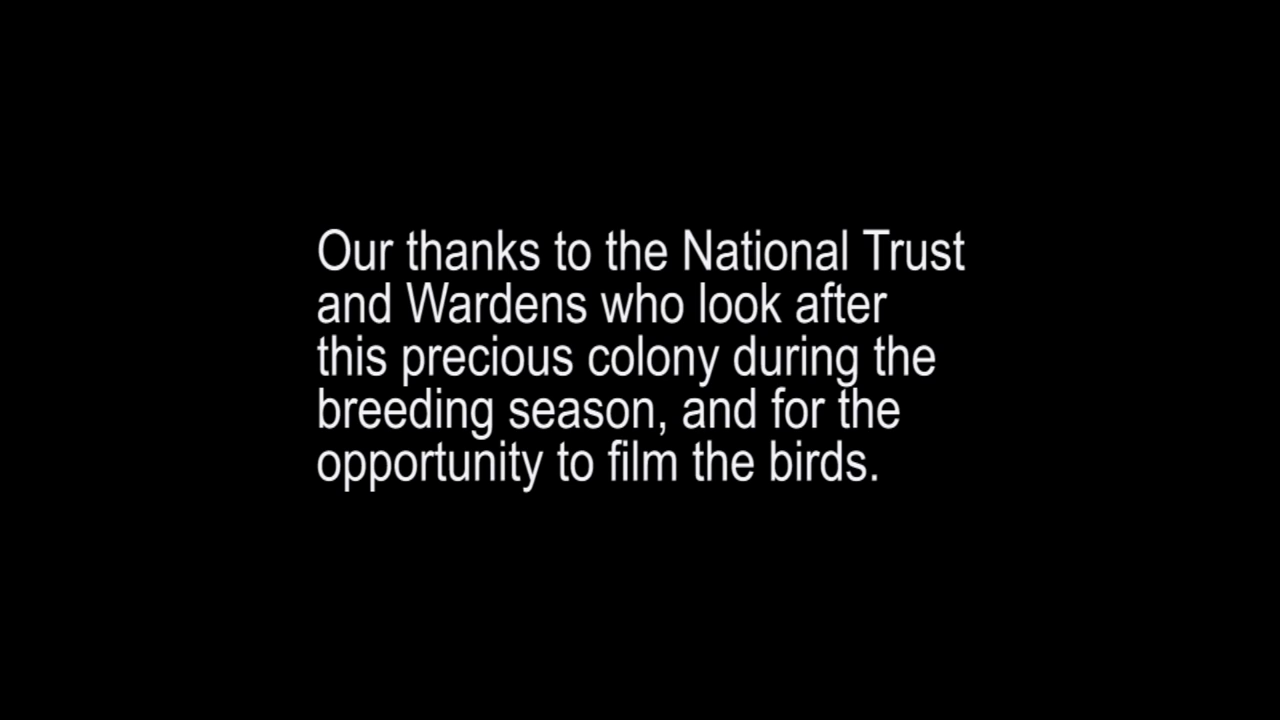 Our thanks to the National Trust
and Wardens who look after
this precious colony during the
breeding season, and for the
opportunity to film the birds.